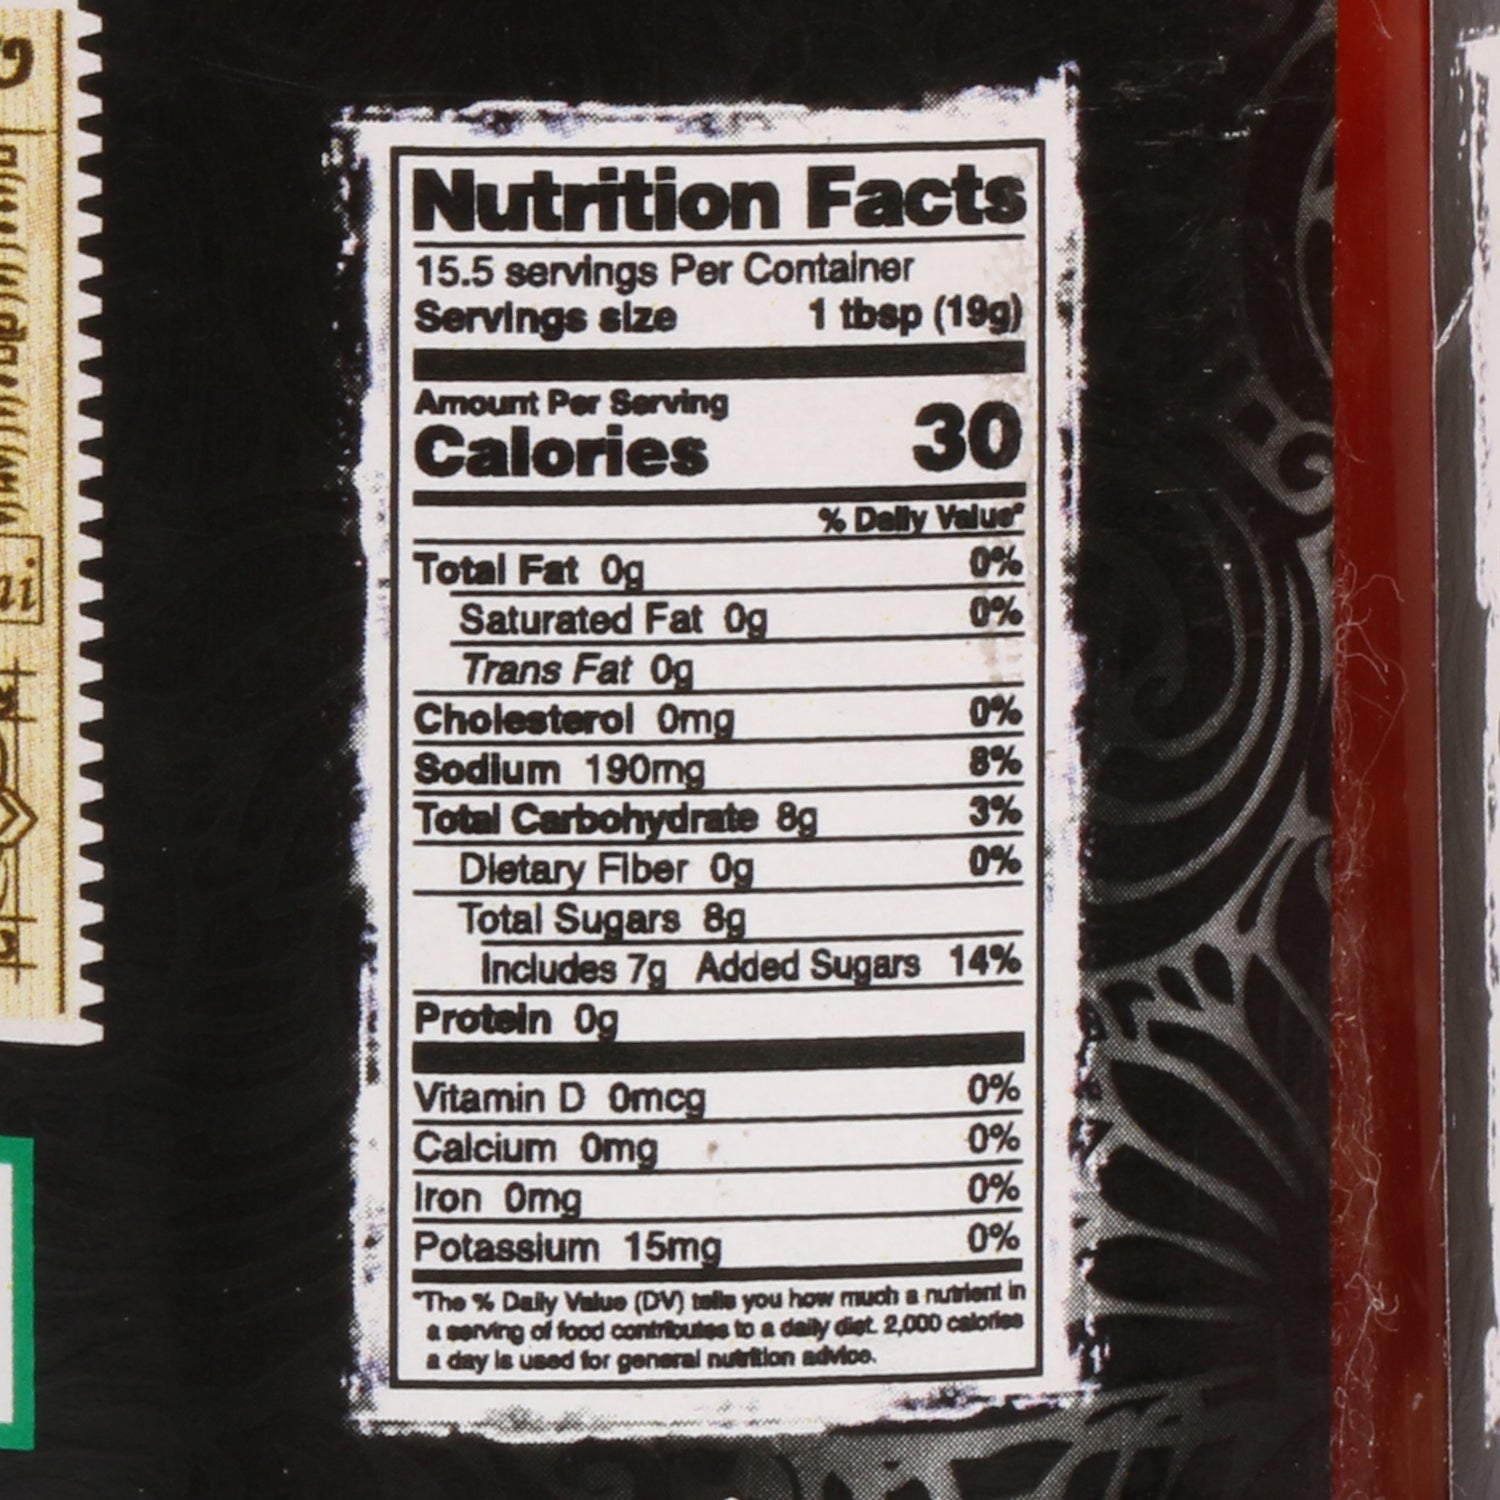 Nutrition Facts
15.5 servings Per Container
Servings size 1 tbsp (19g)
Amount Per Serving
Calories 30
% Daily Value*
Total Fat 0g 0%
Saturated Fat 0g 0%
Trans Fat 0g
Cholesterol 0mg 0%
Sodium 190mg 8%
Total Carbohydrate 8g 3%
Dietary Fiber 0g 0%
Total Sugars 8g
Includes 7g Added Sugars 14%
Protein 0g
Vitamin D 0mcg 0%
Calcium 0mg 0%
Iron 0mg 0%
Potassium 15mg 0%
*The % Daily Value (DV) tells you how much a nutrient in
a serving of food contributes to a daily diet. 2,000 calories
a day is used for general nutrition advice.